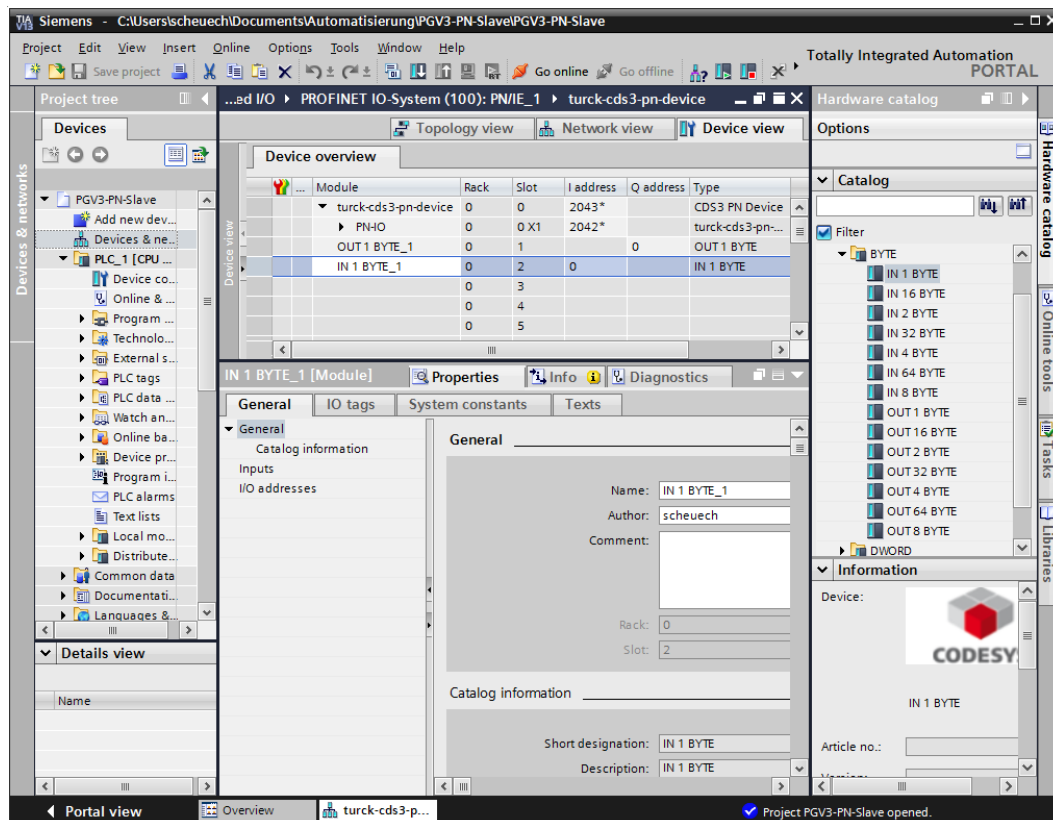 TIA V13 Siemens - C:\Users\scheuech\Documents\Automatisierung\PGV3-PN-Slave\PGV3-PN-Slave
Project Edit View Insert Online Options Tools Window Help
Save project Go online Go offline
Totally Integrated Automation
PORTAL
Project tree
Devices
Devices & networks
PGV3-PN-Slave
Add new dev...
Devices & ne...
PLC_1 [CPU ...
Device co...
Online & ...
Program ...
Technolo...
External s...
PLC tags
PLC data ...
Watch an...
Online ba...
Device pr...
Program i...
PLC alarms
Text lists
Local mo...
Distribute...
Common data
Documentati...
Languages &...
Details view
Name
...ed I/O PROFINET IO-System (100): PN/IE_1 turck-cds3-pn-device
Topology view Network view Device view
Device overview
Device view
... Module Rack Slot I address Q address Type
turck-cds3-pn-device 0 0 2043* CDS3 PN Device
PN-IO 0 0 X1 2042* turck-cds3-pn-...
OUT 1 BYTE_1 0 1 0 OUT 1 BYTE
IN 1 BYTE_1 0 2 0 IN 1 BYTE
0 3
0 4
0 5
IN 1 BYTE_1 [Module] Properties Info Diagnostics
General IO tags System constants Texts
General
Catalog information
Inputs
I/O addresses
General
Name: IN 1 BYTE_1
Author: scheuech
Comment:
Rack: 0
Slot: 2
Catalog information
Short designation: IN 1 BYTE
Description: IN 1 BYTE
Hardware catalog
Options
Catalog
Filter
BYTE
IN 1 BYTE
IN 16 BYTE
IN 2 BYTE
IN 32 BYTE
IN 4 BYTE
IN 64 BYTE
IN 8 BYTE
OUT 1 BYTE
OUT 16 BYTE
OUT 2 BYTE
OUT 32 BYTE
OUT 4 BYTE
OUT 64 BYTE
OUT 8 BYTE
DWORD
Information
Device:
CODESY
IN 1 BYTE
Article no.:
Hardware catalog
Online tools
Tasks
Libraries
Portal view Overview turck-cds3-p... Project PGV3-PN-Slave opened.